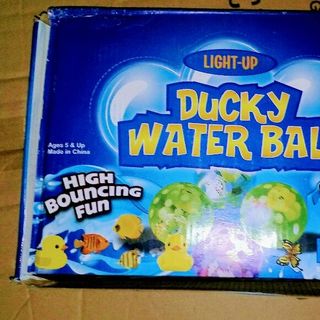 LIGHT-UP
DUCKY
WATER BAL
Ages 5 & Up
Made in China
HIGH
BOUNCING
FUN